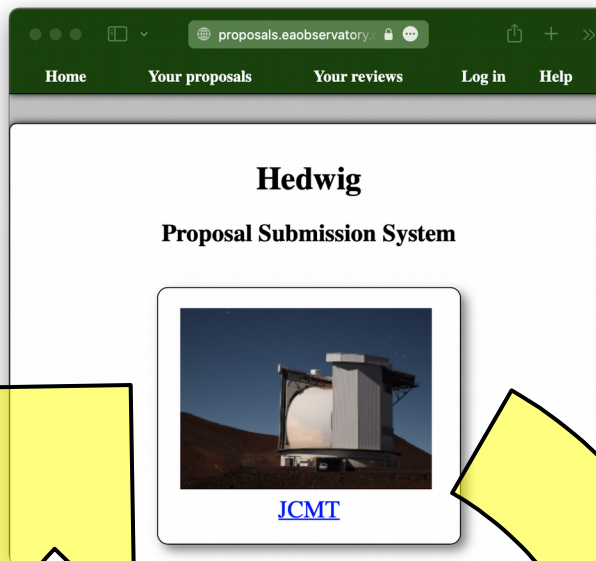 proposals.eaobservatory.
Home Your proposals Your reviews Log in Help
Hedwig
Proposal Submission System
JCMT